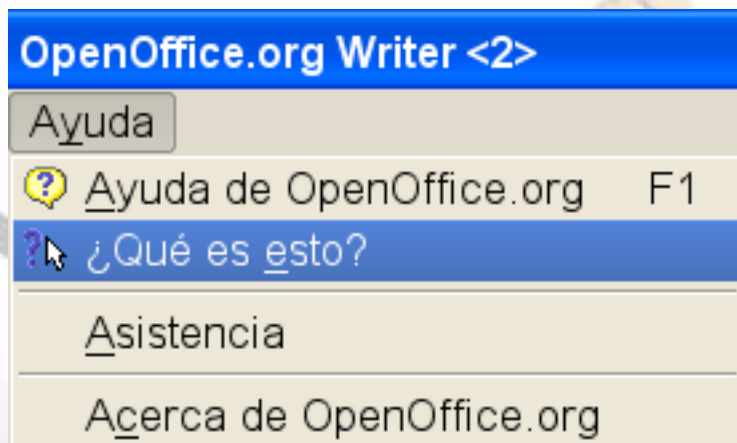 OpenOffice.org Writer <2>
Ayuda
Ayuda de OpenOffice.org F1
¿Qué es esto?
Asistencia
Acerca de OpenOffice.org